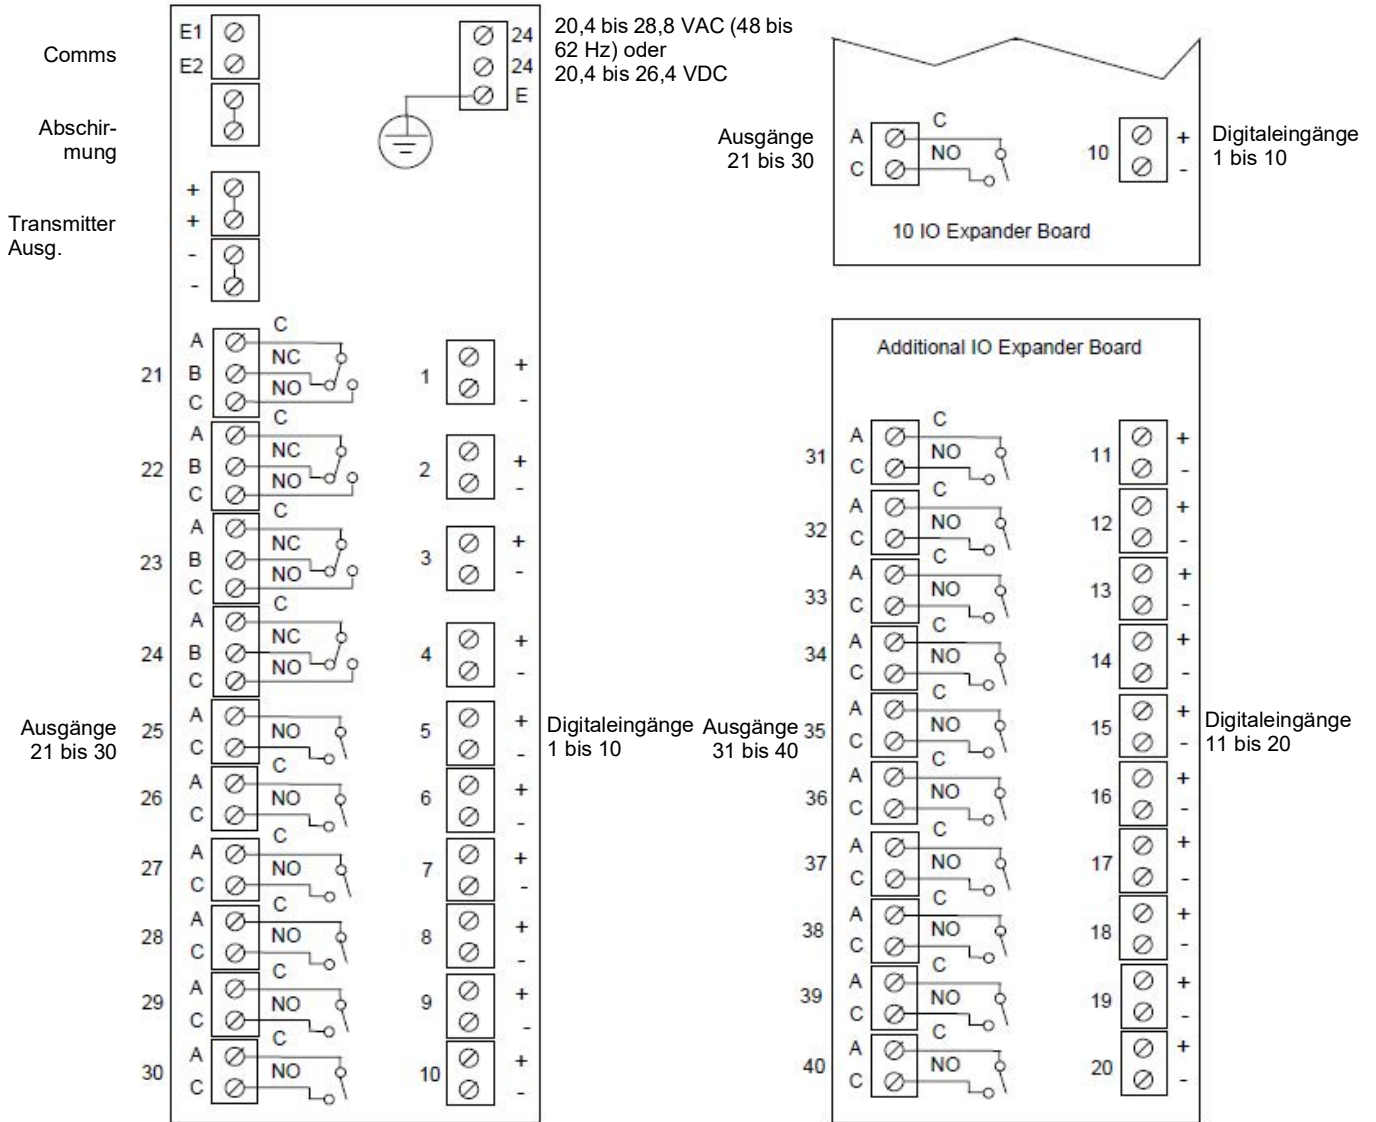 E1
E2
Comms
Abschir-
mung
+
+
Transmitter
Ausg.
-
-
24
24
E
20,4 bis 28,8 VAC (48 bis
62 Hz) oder
20,4 bis 26,4 VDC
21 A B C C NC NO
22 A B C C NC NO
23 A B C C NC NO
24 A B C C NC NO
25 A C C NO
26 A C C NO
27 A C C NO
28 A C C NO
29 A C C NO
30 A C C NO
Ausgänge
21 bis 30
1 + -
2 + -
3 + -
4 + -
5 + -
6 + -
7 + -
8 + -
9 + -
10 + -
Digitaleingänge
1 bis 10
Ausgänge
21 bis 30
A C C NO
10 + -
Digitaleingänge
1 bis 10
10 IO Expander Board
Additional IO Expander Board
31 A C C NO
32 A C C NO
33 A C C NO
34 A C C NO
35 A C C NO
36 A C C NO
37 A C C NO
38 A C C NO
39 A C C NO
40 A C C NO
Ausgänge
31 bis 40
11 + -
12 + -
13 + -
14 + -
15 + -
16 + -
17 + -
18 + -
19 + -
20 + -
Digitaleingänge
11 bis 20